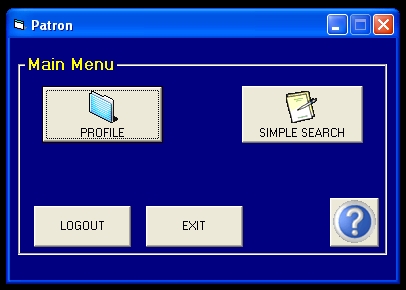 Patron
Main Menu
PROFILE
SIMPLE SEARCH
LOGOUT
EXIT
?